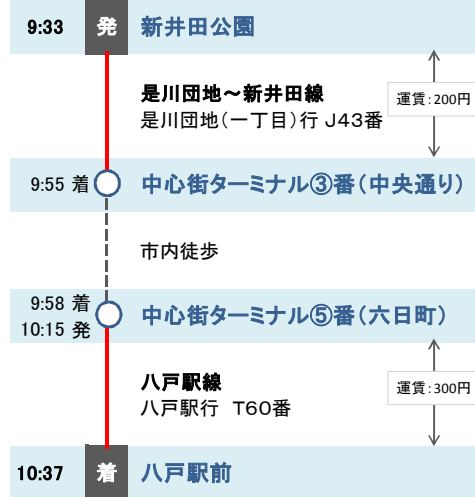 9:33 発 新井田公園
是川団地～新井田線
是川団地(一丁目)行 J43番
運賃:200円
9:55 着 中心街ターミナル③番(中央通り)
市内徒歩
9:58 着
中心街ターミナル⑤番(六日町)
10:15 発
八戸駅線
八戸駅行 T60番
運賃:300円
10:37 着 八戸駅前